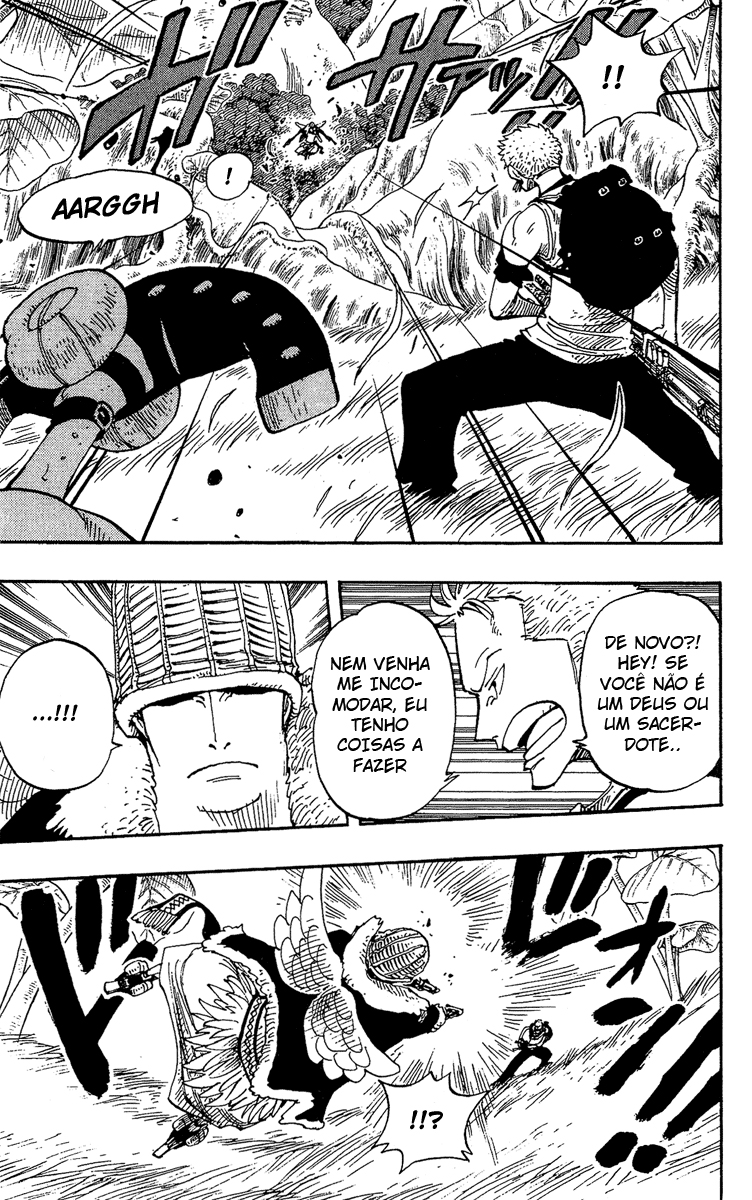 !!
!
AARGGH
DE NOVO?!
HEY! SE
VOCÊ NÃO É
UM DEUS OU
UM SACER-
DOTE..
NEM VENHA
ME INCO-
MODAR, EU
TENHO
COISAS A
FAZER
...!!!
!!?